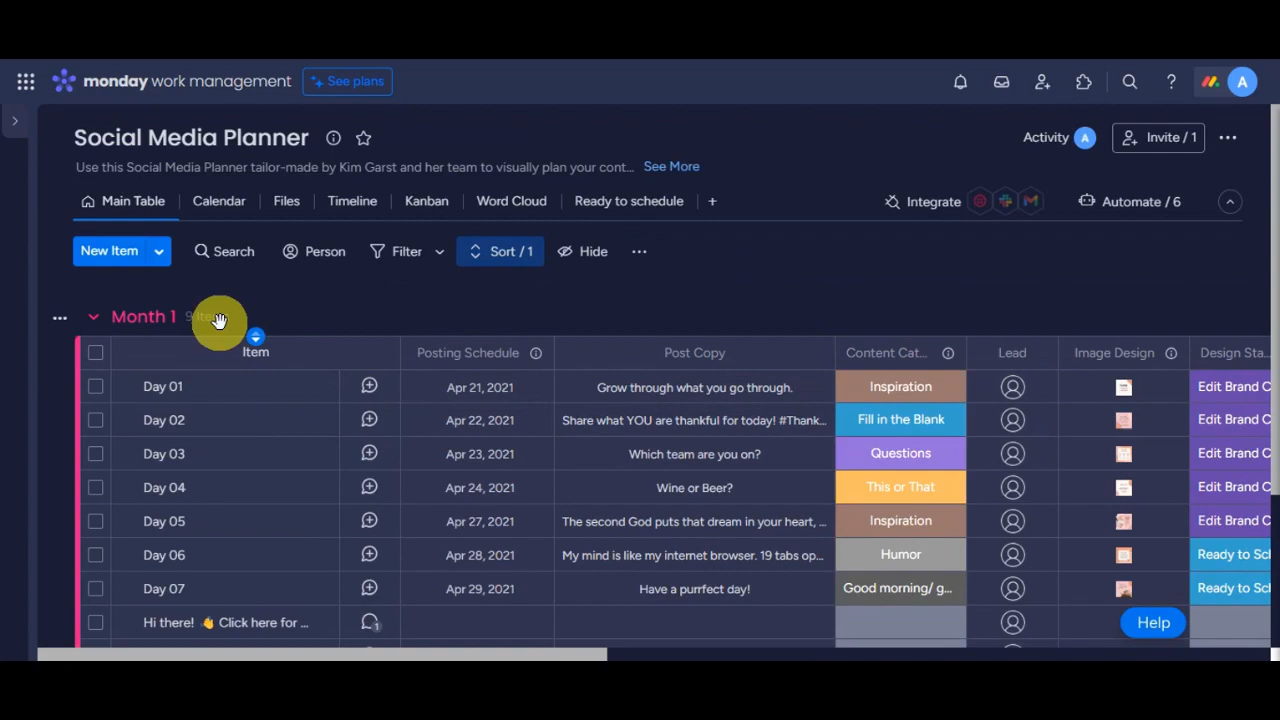 monday work management See plans A
Social Media Planner Activity A Invite / 1
Use this Social Media Planner tailor-made by Kim Garst and her team to visually plan your cont... See More
Main Table Calendar Files Timeline Kanban Word Cloud Ready to schedule + Integrate Automate / 6
New Item Search Person Filter Sort / 1 Hide
Month 1 9
Item Posting Schedule Post Copy Content Cat... Lead Image Design Design Sta...
Day 01 Apr 21, 2021 Grow through what you go through. Inspiration Edit Brand C
Day 02 Apr 22, 2021 Share what YOU are thankful for today! #Thank... Fill in the Blank Edit Brand C
Day 03 Apr 23, 2021 Which team are you on? Questions Edit Brand C
Day 04 Apr 24, 2021 Wine or Beer? This or That Edit Brand C
Day 05 Apr 27, 2021 The second God puts that dream in your heart, ... Inspiration Edit Brand C
Day 06 Apr 28, 2021 My mind is like my internet browser. 19 tabs op... Humor Ready to Sch
Day 07 Apr 29, 2021 Have a purrfect day! Good morning/ g... Ready to Sch
Hi there! 👋 Click here for ... 1
Help